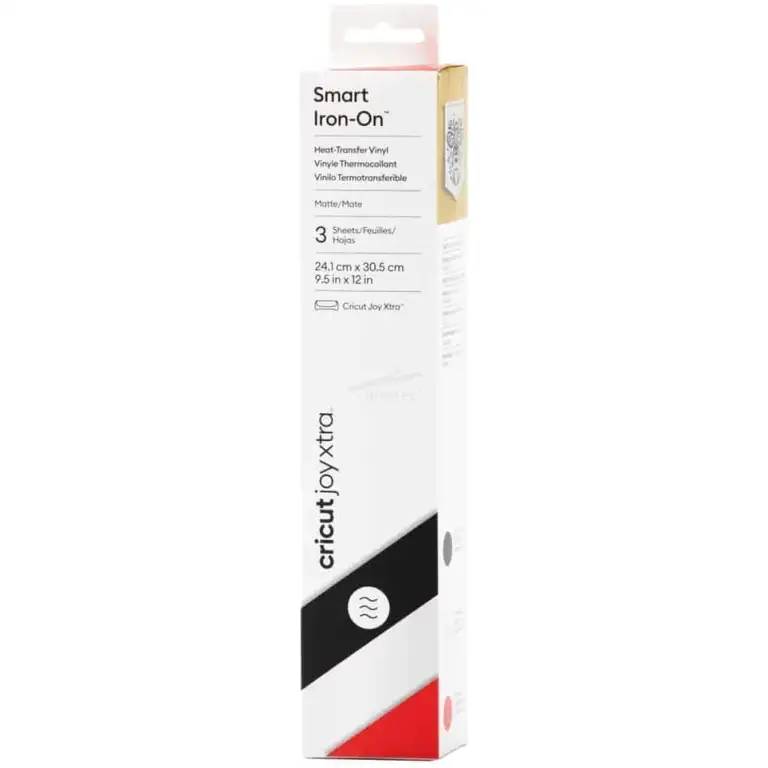 Smart
Iron-On™
Heat-Transfer Vinyl
Vinyle Thermocollant
Vinilo Termotransferible
Matte/Mate
3 Sheets/Feuilles/
Hojas
24.1 cm x 30.5 cm
9.5 in x 12 in
Cricut Joy Xtra™
cricut joy xtra™